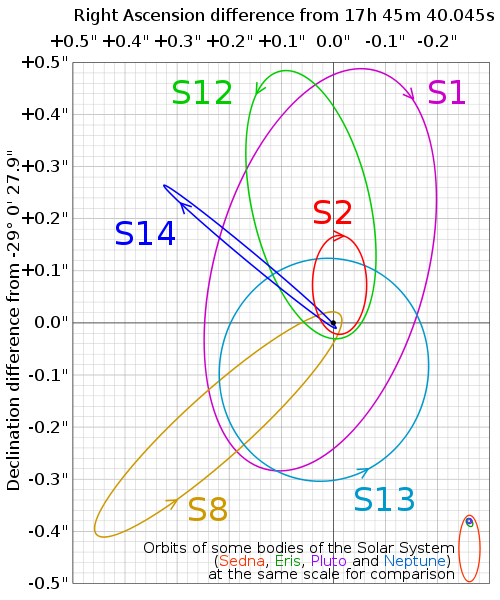 Right Ascension difference from 17h 45m 40.045s
+0.5" +0.4" +0.3" +0.2" +0.1" 0.0" -0.1" -0.2"
Declination difference from -29° 0' 27.9"
+0.5"
+0.4"
+0.3"
+0.2"
+0.1"
0.0"
-0.1"
-0.2"
-0.3"
-0.4"
-0.5"
S12
S1
S2
S14
S13
S8
Orbits of some bodies of the Solar System
(Sedna, Eris, Pluto and Neptune)
at the same scale for comparison